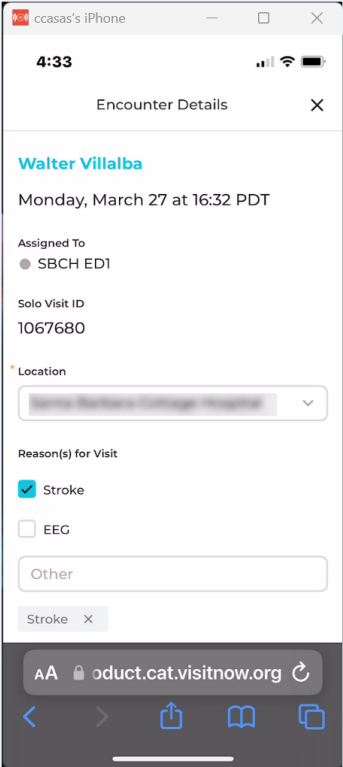 ccasas's iPhone
4:33
Encounter Details
Walter Villalba
Monday, March 27 at 16:32 PDT
Assigned To
SBCH ED1
Solo Visit ID
1067680
* Location
Reason(s) for Visit
Stroke
EEG
Other
Stroke ×
AA oduct.cat.visitnow.org